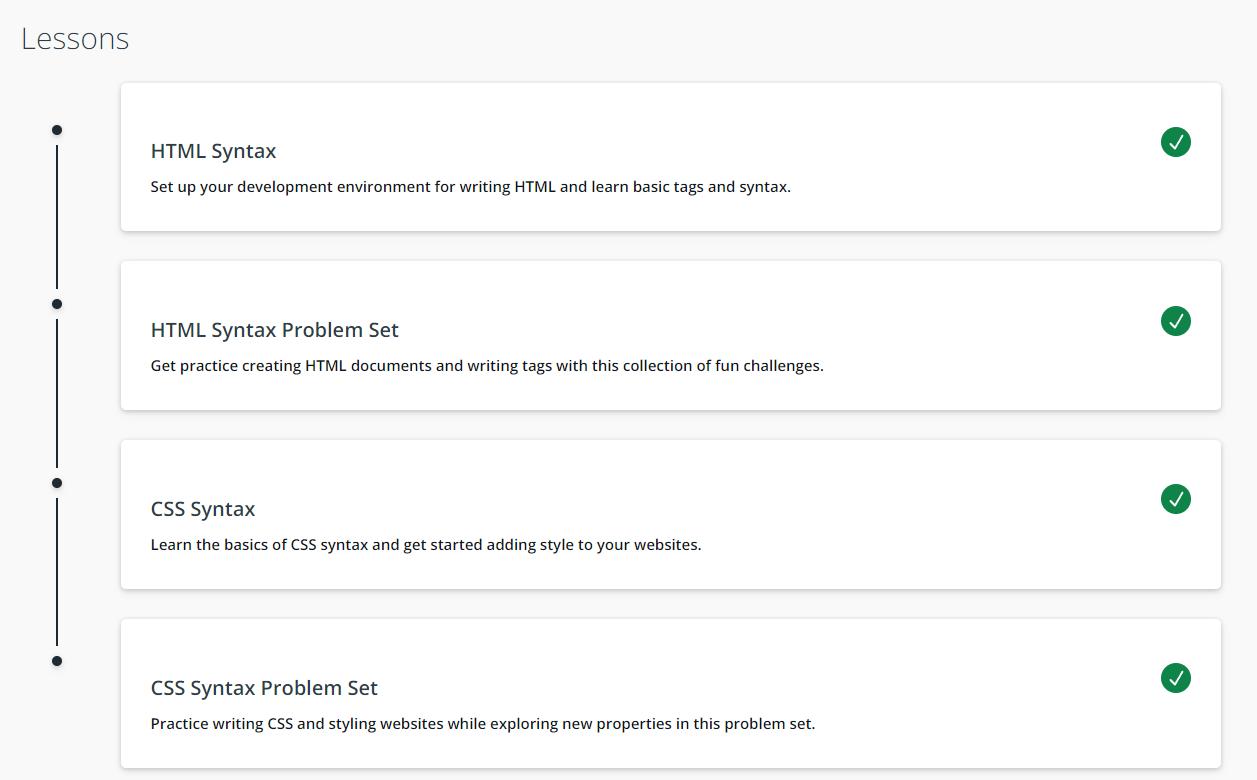 Lessons
HTML Syntax
Set up your development environment for writing HTML and learn basic tags and syntax.
HTML Syntax Problem Set
Get practice creating HTML documents and writing tags with this collection of fun challenges.
CSS Syntax
Learn the basics of CSS syntax and get started adding style to your websites.
CSS Syntax Problem Set
Practice writing CSS and styling websites while exploring new properties in this problem set.